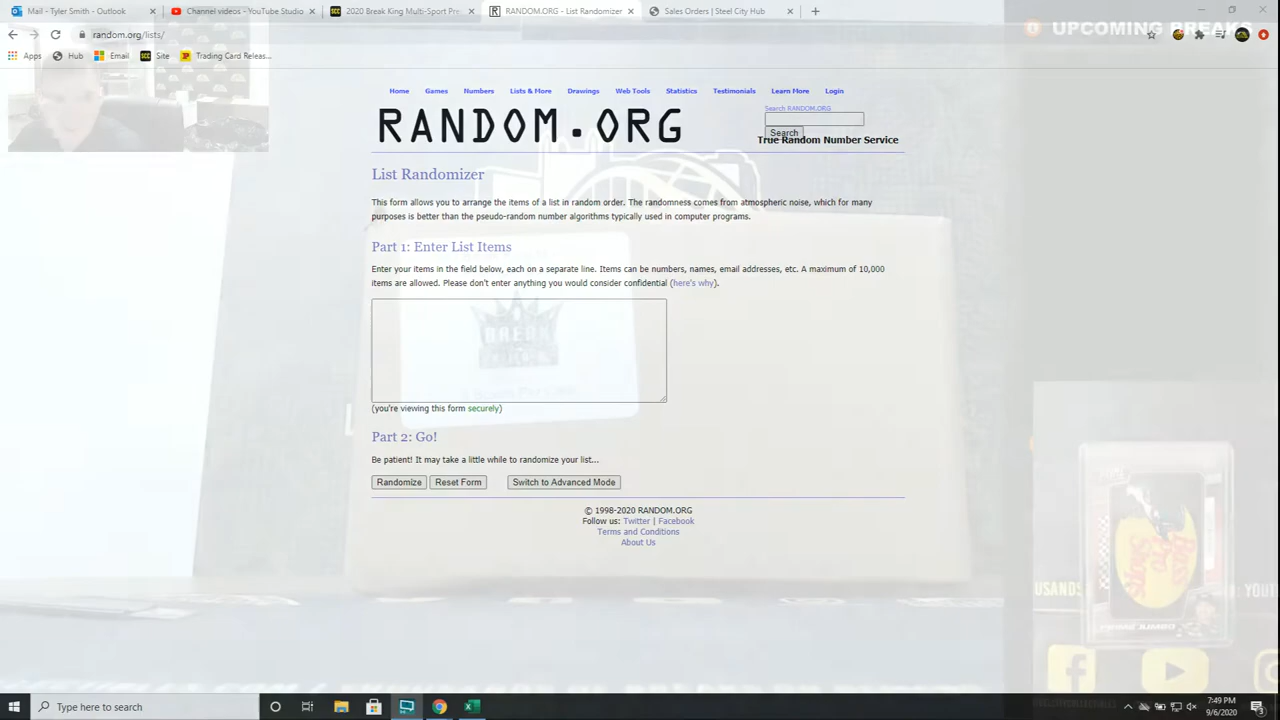 Mail - Tyler Smith - Outlook
Channel videos - YouTube Studio
2020 Break King Multi-Sport Pre
RANDOM.ORG - List Randomizer
Sales Orders | Steel City Hub
random.org/lists/
UPCOMING BREAKS
Apps
Hub
Email
Site
Trading Card Releas...
Home
Games
Numbers
Lists & More
Drawings
Web Tools
Statistics
Testimonials
Learn More
Login
RANDOM.ORG
Search RANDOM.ORG
Search
True Random Number Service
List Randomizer
This form allows you to arrange the items of a list in random order. The randomness comes from atmospheric noise, which for many
purposes is better than the pseudo-random number algorithms typically used in computer programs.
Part 1: Enter List Items
Enter your items in the field below, each on a separate line. Items can be numbers, names, email addresses, etc. A maximum of 10,000
items are allowed. Please don't enter anything you would consider confidential (here's why).
BREAK
(you're viewing this form securely)
Part 2: Go!
Be patient! It may take a little while to randomize your list...
Randomize
Reset Form
Switch to Advanced Mode
© 1998-2020 RANDOM.ORG
Follow us: Twitter | Facebook
Terms and Conditions
About Us
USANDS
YOUT
PRIME JUMBO
Type here to search
7:49 PM
9/6/2020
3